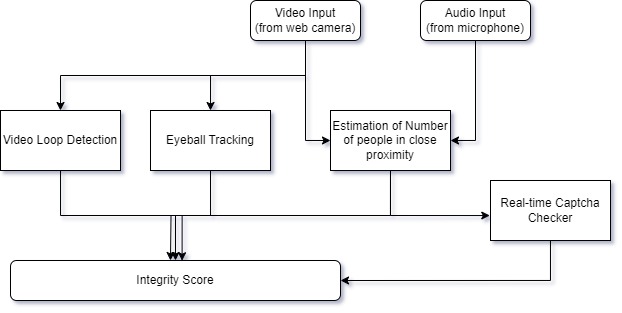 Video Input
(from web camera)
Audio Input
(from microphone)
Video Loop Detection
Eyeball Tracking
Estimation of Number
of people in close
proximity
Real-time Captcha
Checker
Integrity Score